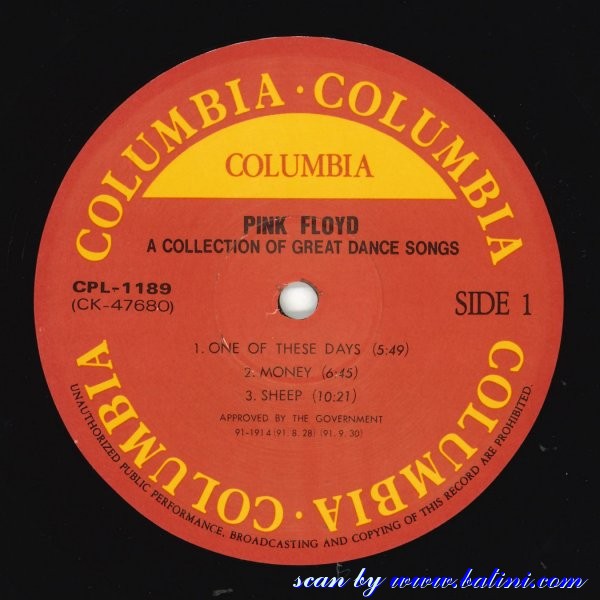 COLUMBIA · COLUMBIA
COLUMBIA
PINK FLOYD
A COLLECTION OF GREAT DANCE SONGS
CPL-1189
(CK-47680)
SIDE 1
1. ONE OF THESE DAYS (5:49)
2. MONEY (6:45)
3. SHEEP (10:21)
APPROVED BY THE GOVERNMENT
91-1914 (91. 8. 28) (91. 9. 30)
COLUMBIA · COLUMBIA
UNAUTHORIZED PUBLIC PERFORMANCE, BROADCASTING AND COPYING OF THIS RECORD ARE PROHIBITED.
scan by www.batini.com